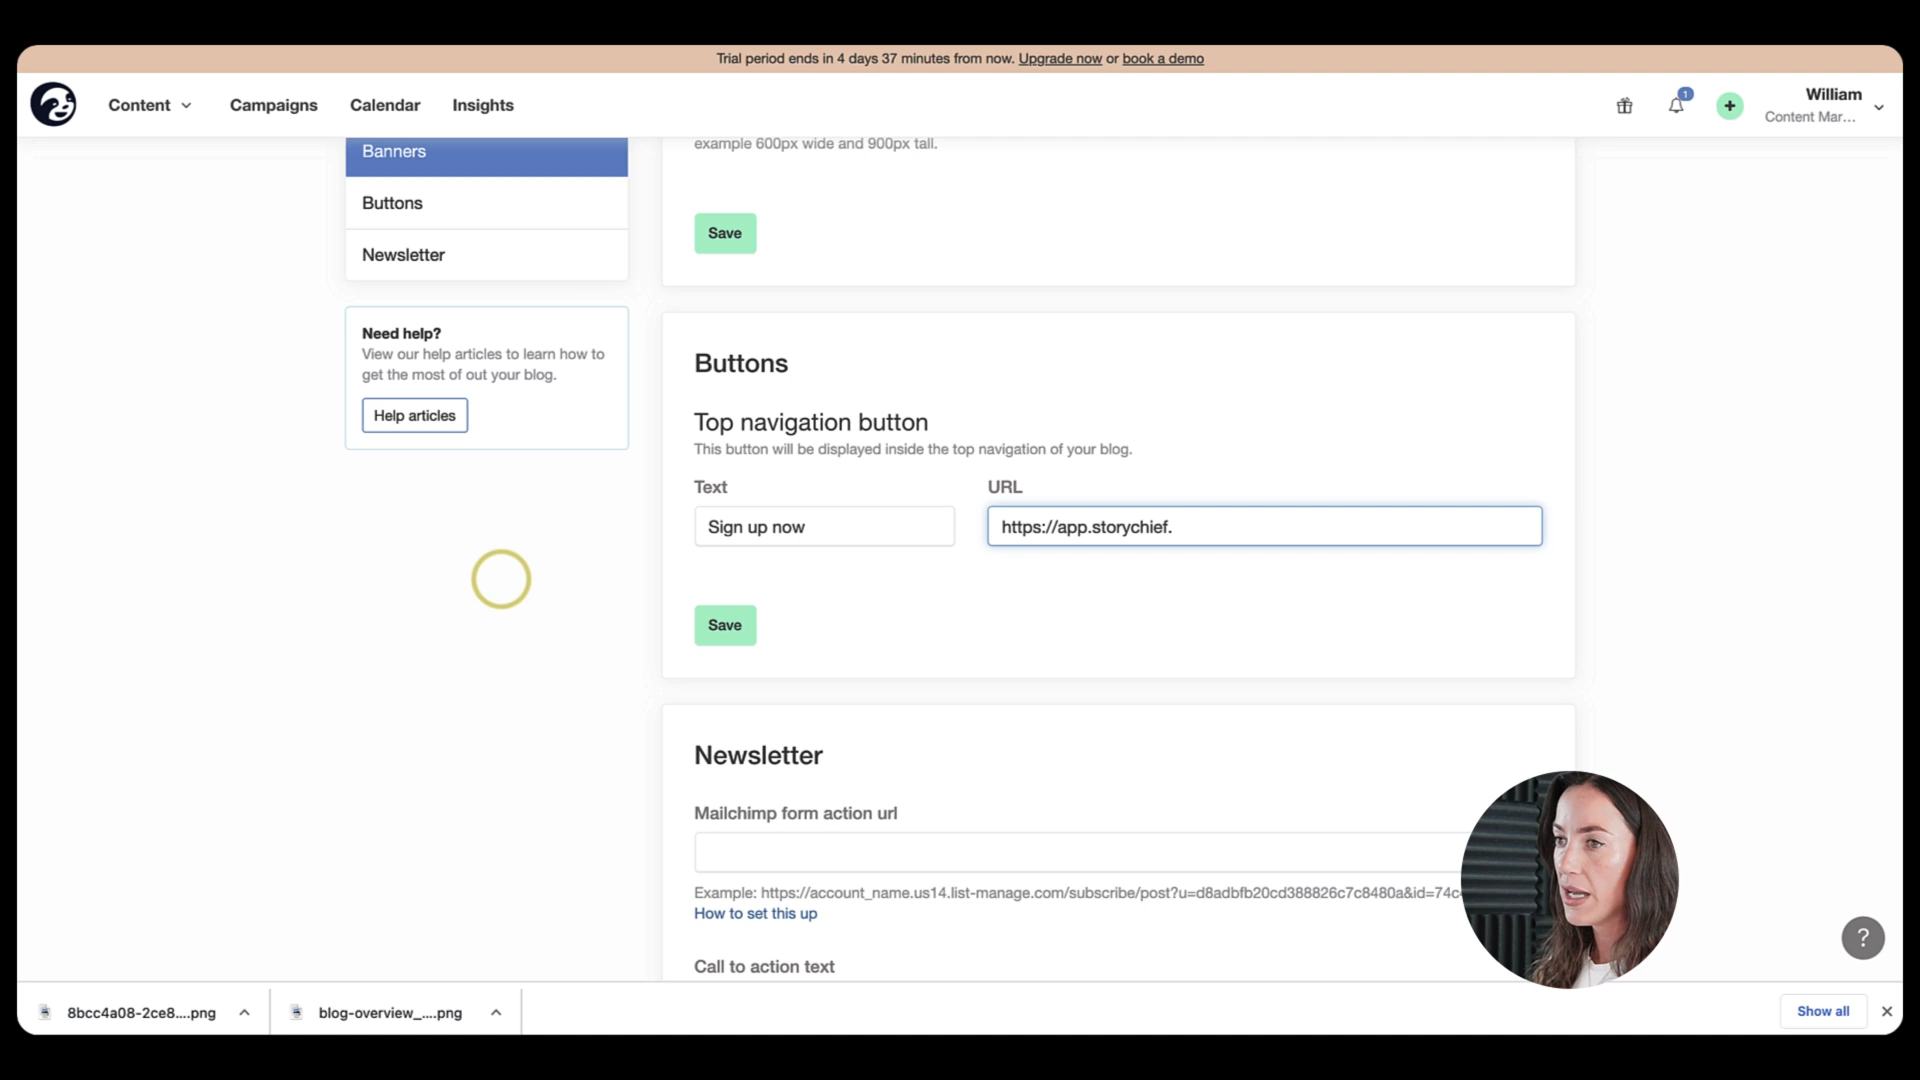 Trial period ends in 4 days 37 minutes from now. Upgrade now or book a demo
Content
Campaigns
Calendar
Insights
1
+
William
Content Mar...
Banners
Buttons
Newsletter
Need help?
View our help articles to learn how to
get the most of out your blog.
Help articles
example 600px wide and 900px tall.
Save
Buttons
Top navigation button
This button will be displayed inside the top navigation of your blog.
Text
URL
Sign up now
https://app.storychief.
Save
Newsletter
Mailchimp form action url
Example: https://account_name.us14.list-manage.com/subscribe/post?u=d8adbfb20cd388826c7c8480a&id=74c
How to set this up
Call to action text
?
8bcc4a08-2ce8....png
blog-overview_....png
Show all